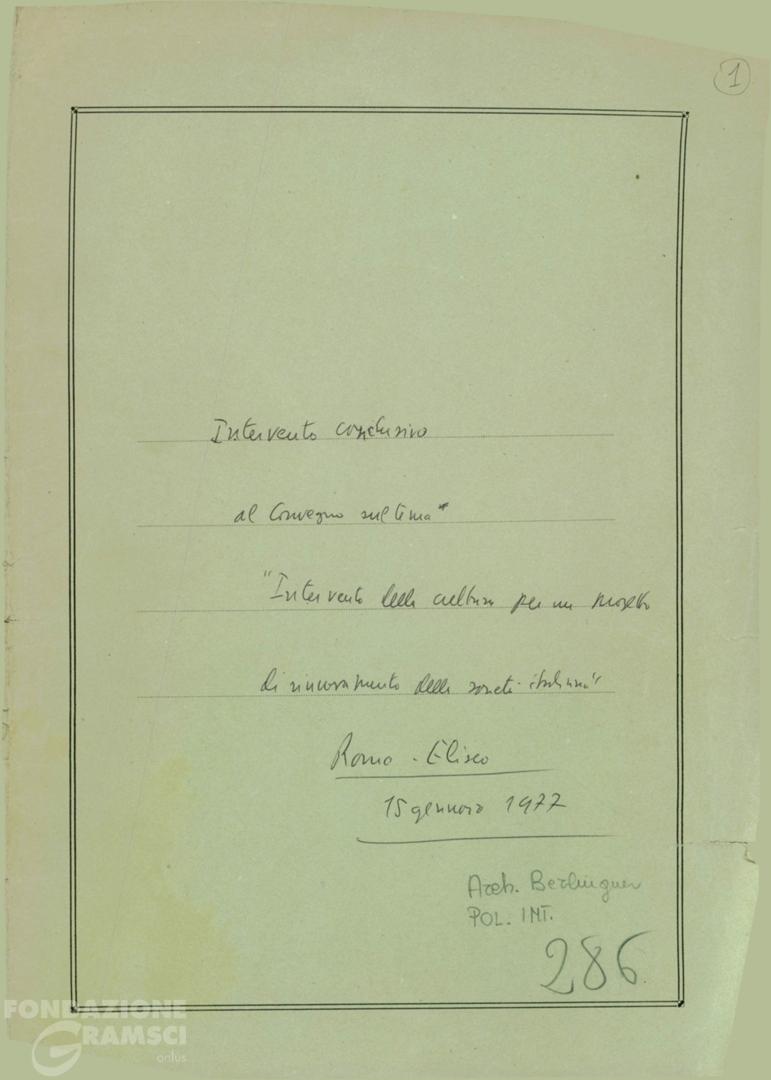 1
Intervento conclusivo
al Convegno sul tema
"Intervento della cultura per un progetto
di rinnovamento della società italiana"
Roma - Eliseo
15 gennaio 1977
Arch. Berlinguer
POL. INT.
286
FONDAZIONE
GRAMSCI
onlus